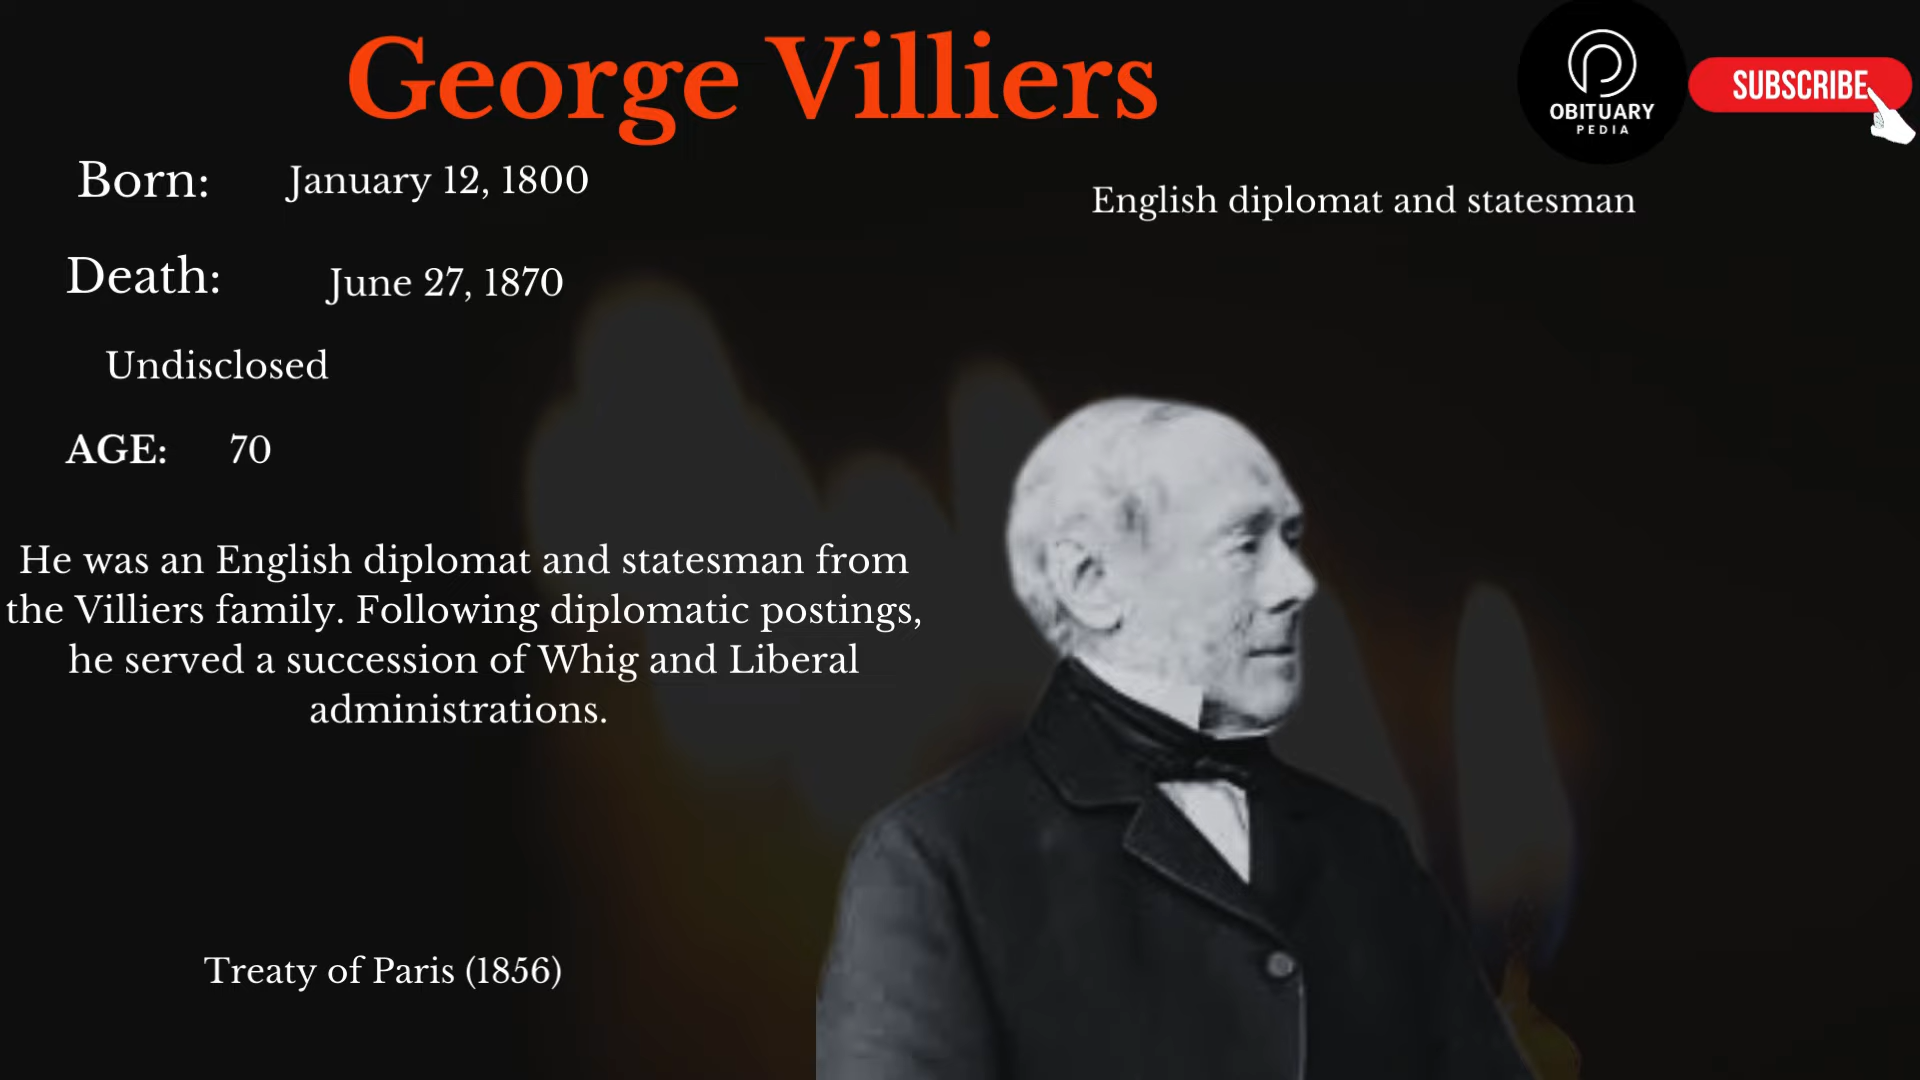 George Villiers
OBITUARY
PEDIA
SUBSCRIBE
Born: January 12, 1800
English diplomat and statesman
Death: June 27, 1870
Undisclosed
AGE: 70
He was an English diplomat and statesman from
the Villiers family. Following diplomatic postings,
he served a succession of Whig and Liberal
administrations.
Treaty of Paris (1856)